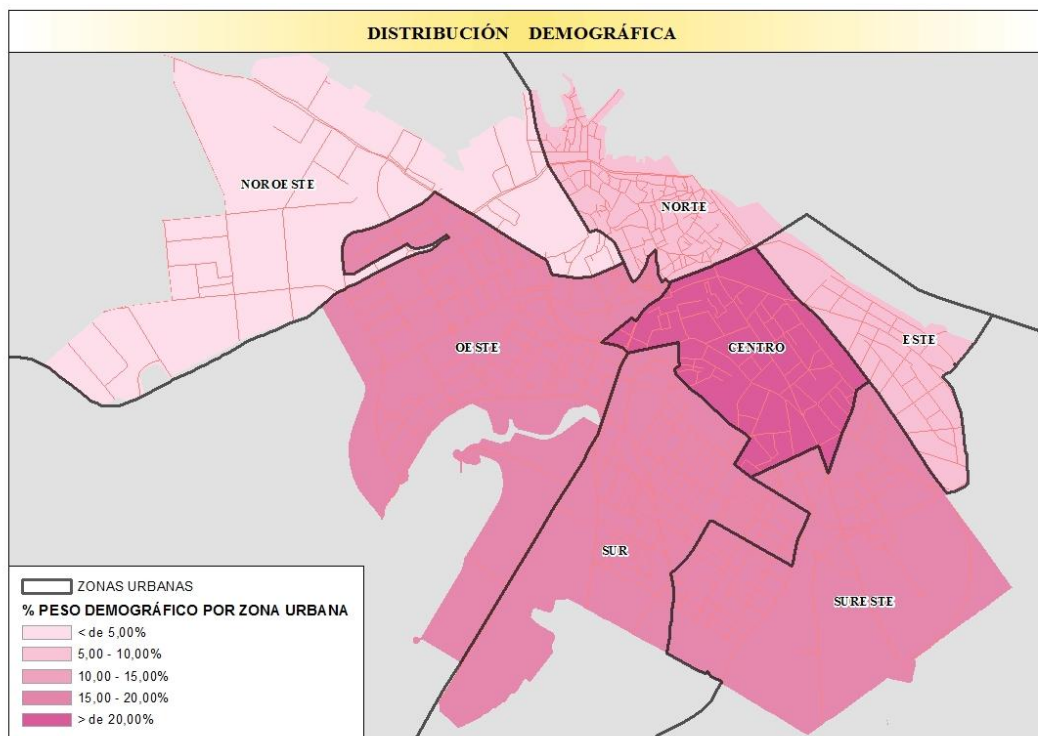 DISTRIBUCIÓN DEMOGRÁFICA
NOROESTE
NORTE
OESTE
CENTRO
ESTE
SUR
SURESTE
ZONAS URBANAS
% PESO DEMOGRÁFICO POR ZONA URBANA
< de 5,00%
5,00 - 10,00%
10,00 - 15,00%
15,00 - 20,00%
> de 20,00%